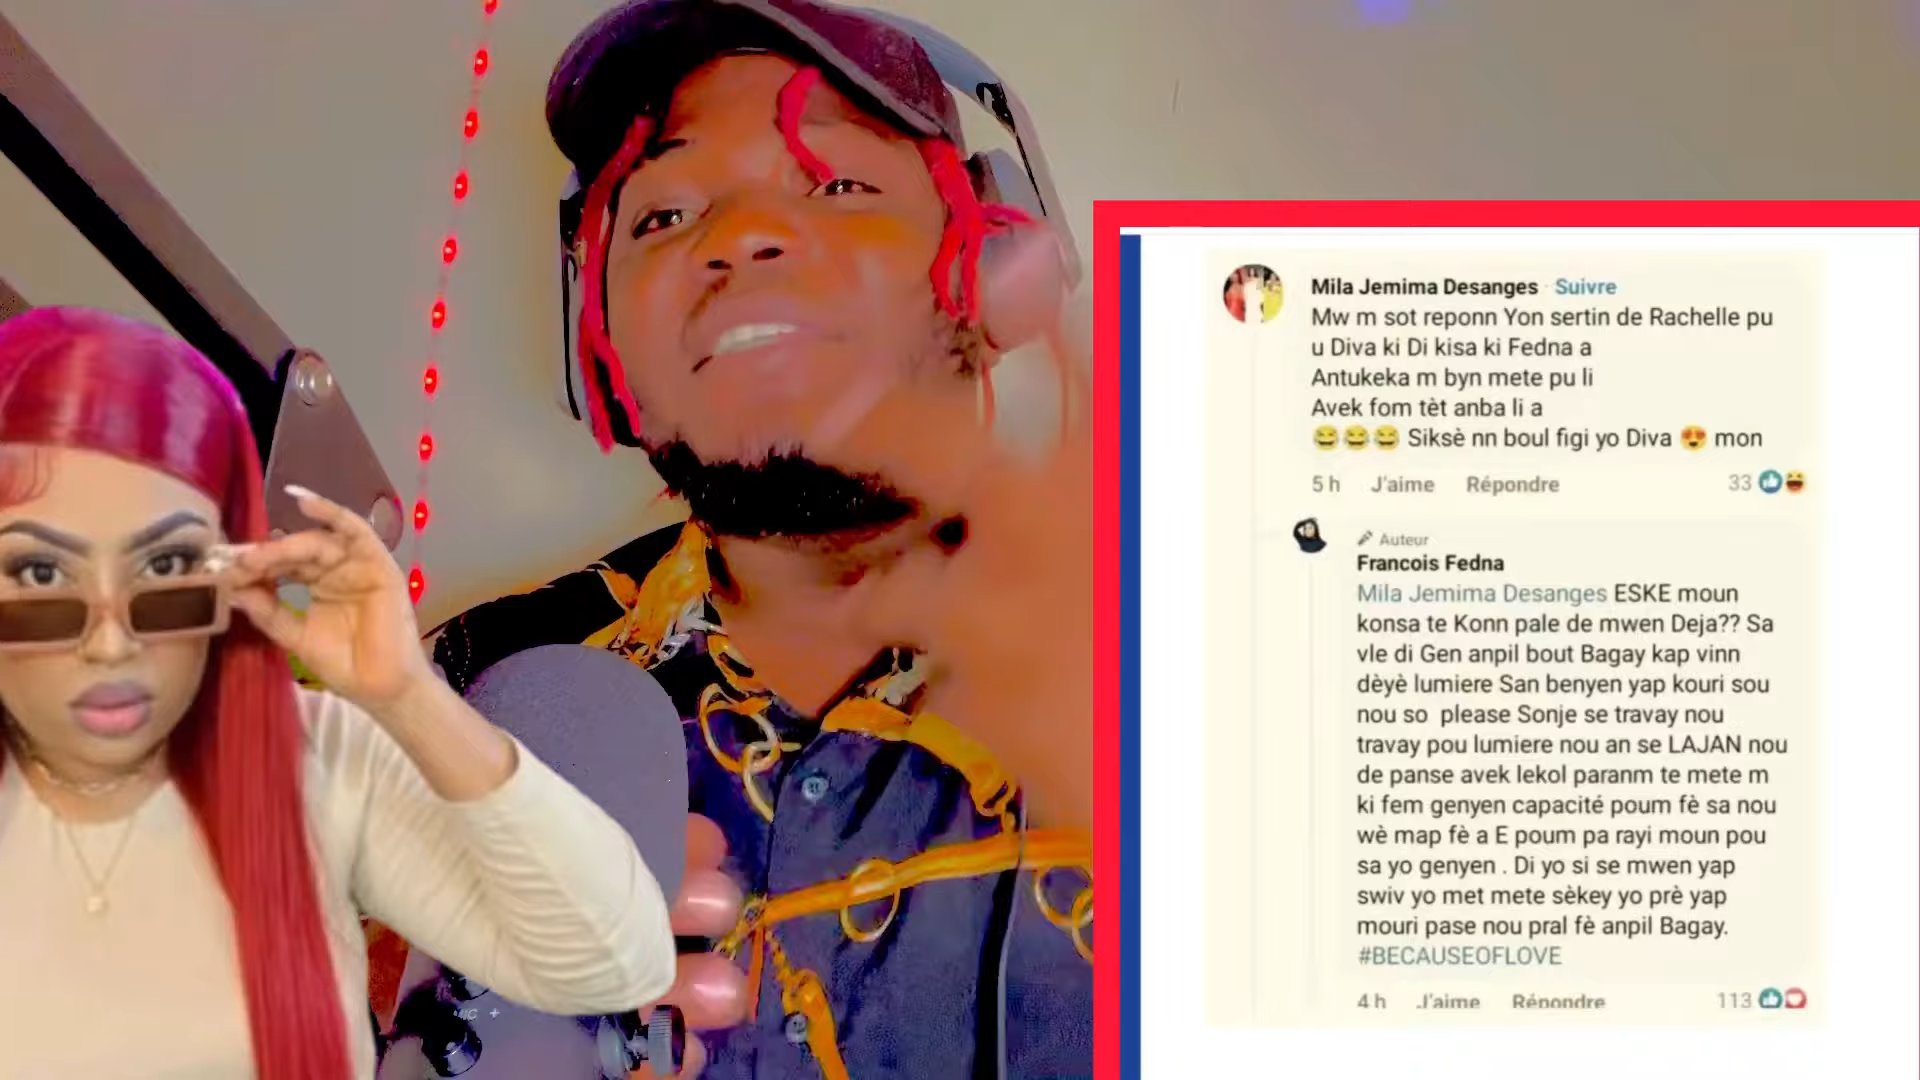 Mila Jemima Desanges · Suivre
Mw m sot reponn Yon sertin de Rachelle pu
u Diva ki Di kisa ki Fedna a
Antukeka m byn mete pu li
Avek fom tèt anba li a
😂😂😂 Siksè nn boul figi yo Diva 😍 mon
5 h J'aime Répondre 33
Auteur
Francois Fedna
Mila Jemima Desanges ESKE moun
konsa te Konn pale de mwen Deja?? Sa
vle di Gen anpil bout Bagay kap vinn
dèyè lumiere San benyen yap kouri sou
nou so please Sonje se travay nou
travay pou lumiere nou an se LAJAN nou
de panse avek lekol paranm te mete m
ki fem genyen capacité poum fè sa nou
wè map fè a E poum pa rayi moun pou
sa yo genyen . Di yo si se mwen yap
swiv yo met mete sèkey yo prè yap
mouri pase nou pral fè anpil Bagay.
#BECAUSEOFLOVE
4 h J'aime Répondre 113
MIC +